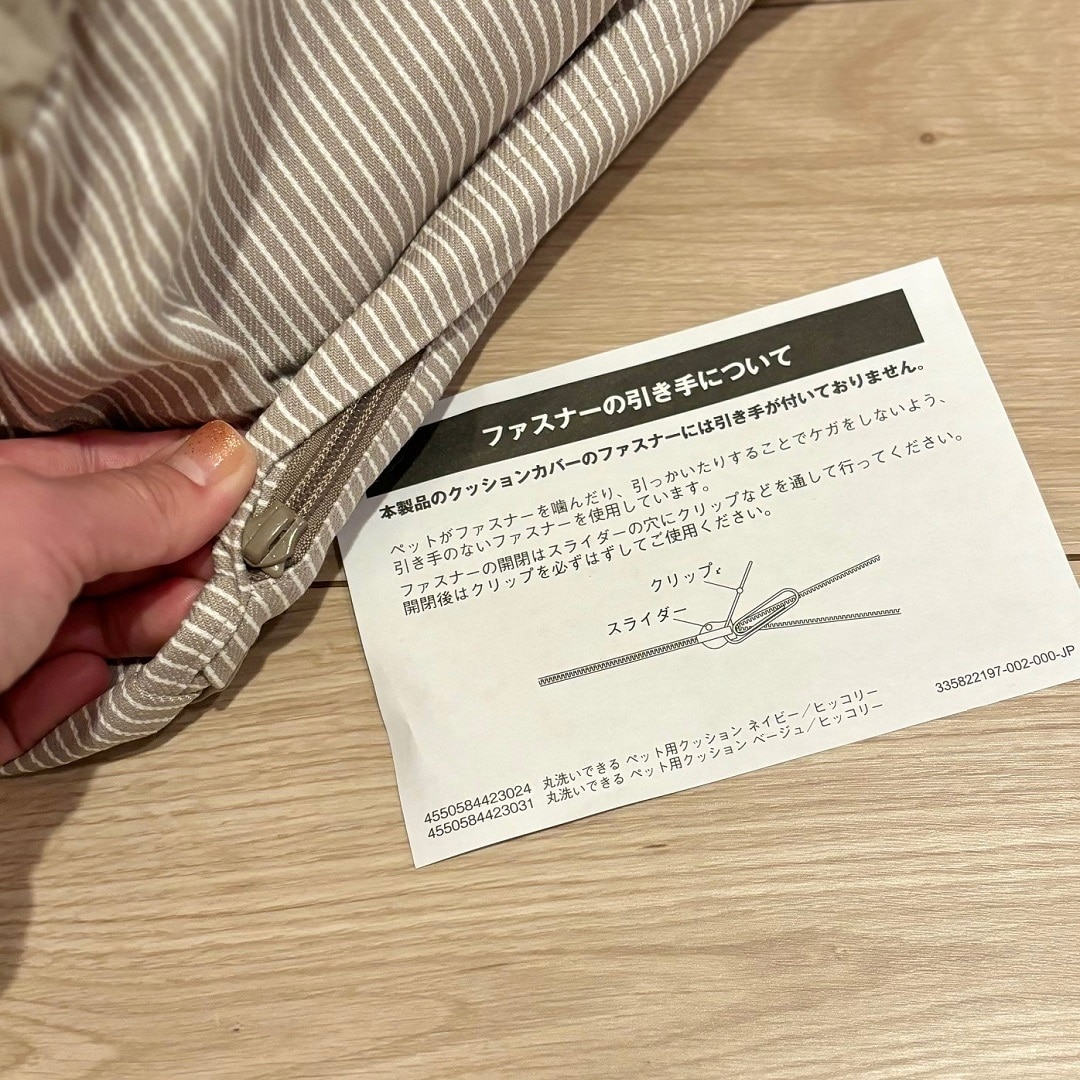 ファスナーの引き手について
本製品のクッションカバーのファスナーには引き手が付いておりません。
ペットがファスナーを噛んだり、引っかいたりすることでケガをしないよう、
引き手のないファスナーを使用しています。
ファスナーの開閉はスライダーの穴にクリップなどを通して行ってください。
開閉後はクリップを必ずはずしてご使用ください。
クリップ
スライダー
335822197-002-000-JP
4550584423024 丸洗いできる ペット用クッション ネイビー/ヒッコリー
4550584423031 丸洗いできる ペット用クッション ベージュ/ヒッコリー